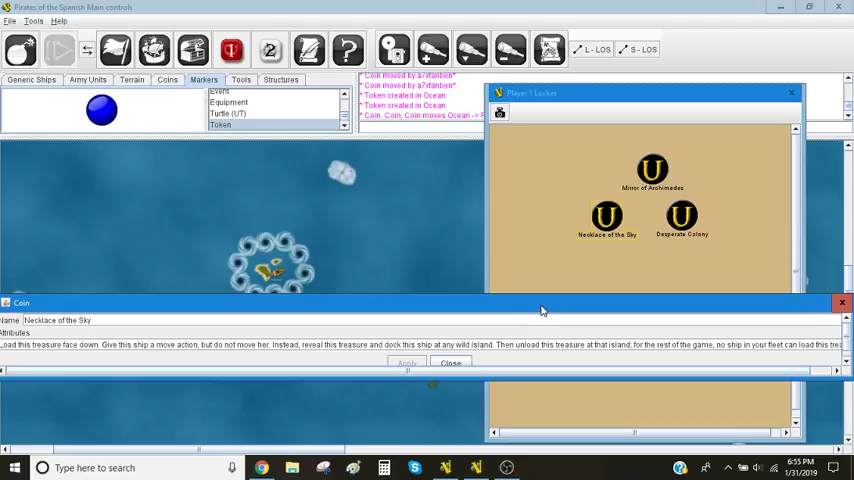 Pirates of the Spanish Main controls
File Tools Help
L - LOS S - LOS
Generic Ships Army Units Terrain Coins Markers Tools Structures
Event
Equipment
Turtle (UT)
Token
* Coin moved by a7xfanben*
* Coin moved by a7xfanben*
* Token created in Ocean
* Token created in Ocean
* Coin, Coin, Coin moves Ocean ->
Player 1 Locker
U
Mirror of Archimedes
U U
Necklace of the Sky Desperate Colony
Coin
Name Necklace of the Sky
Attributes
Load this treasure face down. Give this ship a move action, but do not move her. Instead, reveal this treasure and dock this ship at any wild island. Then unload this treasure at that island; for the rest of the game, no ship in your fleet can load this
Apply Close
Type here to search
6:55 PM
1/31/2019